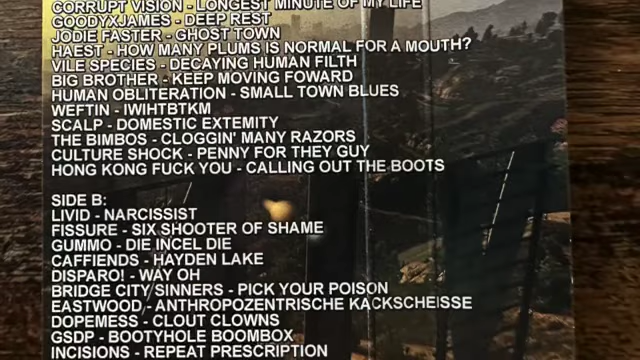 CORRUPT VISION - LONGEST MINUTE OF MY LIFE
GOODYXJAMES - DEEP REST
JODIE FASTER - GHOST TOWN
HAEST - HOW MANY PLUMS IS NORMAL FOR A MOUTH?
VILE SPECIES - DECAYING HUMAN FILTH
BIG BROTHER - KEEP MOVING FOWARD
HUMAN OBLITERATION - SMALL TOWN BLUES
WEFTIN - IWIHTBTKM
SCALP - DOMESTIC EXTEMITY
THE BIMBOS - CLOGGIN' MANY RAZORS
CULTURE SHOCK - PENNY FOR THEY GUY
HONG KONG FUCK YOU - CALLING OUT THE BOOTS
SIDE B:
LIVID - NARCISSIST
FISSURE - SIX SHOOTER OF SHAME
GUMMO - DIE INCEL DIE
CAFFIENDS - HAYDEN LAKE
DISPARO! - WAY OH
BRIDGE CITY SINNERS - PICK YOUR POISON
EASTWOOD - ANTHROPOZENTRISCHE KACKSCHEISSE
DOPEMESS - CLOUT CLOWNS
GSDP - BOOTYHOLE BOOMBOX
INCISIONS - REPEAT PRESCRIPTION